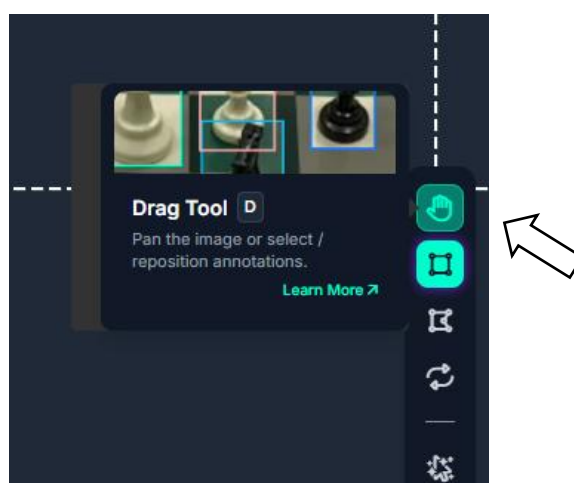 Drag Tool D
Pan the image or select /
reposition annotations.
Learn More